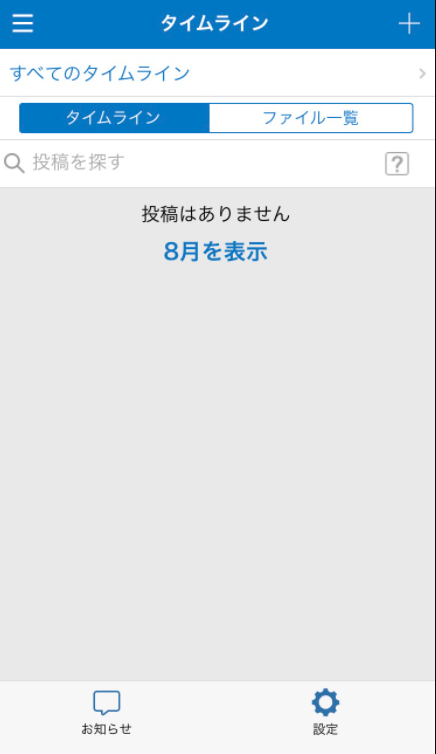 タイムライン
すべてのタイムライン
タイムライン ファイル一覧
投稿を探す ?
投稿はありません
8月を表示
お知らせ 設定